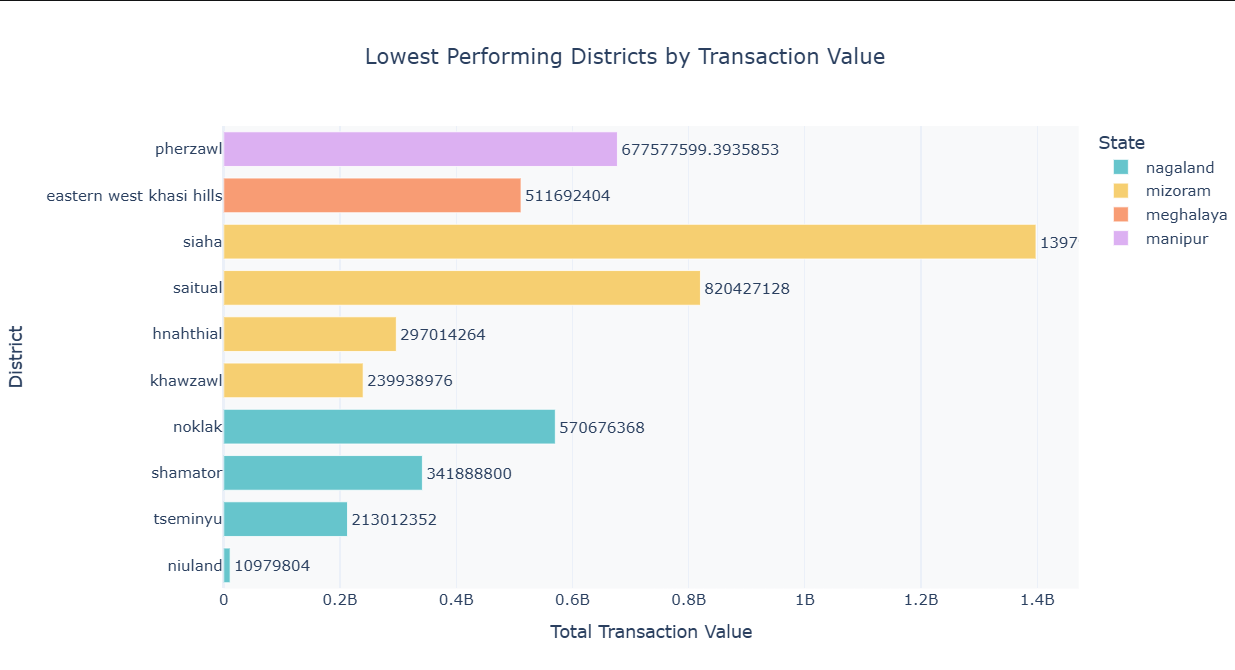 Lowest Performing Districts by Transaction Value
State
nagaland
mizoram
meghalaya
manipur
District
pherzawl 677577599.3935853
eastern west khasi hills 511692404
siaha 1397
saitual 820427128
hnahthial 297014264
khawzawl 239938976
noklak 570676368
shamator 341888800
tseminyu 213012352
niuland 10979804
0 0.2B 0.4B 0.6B 0.8B 1B 1.2B 1.4B
Total Transaction Value